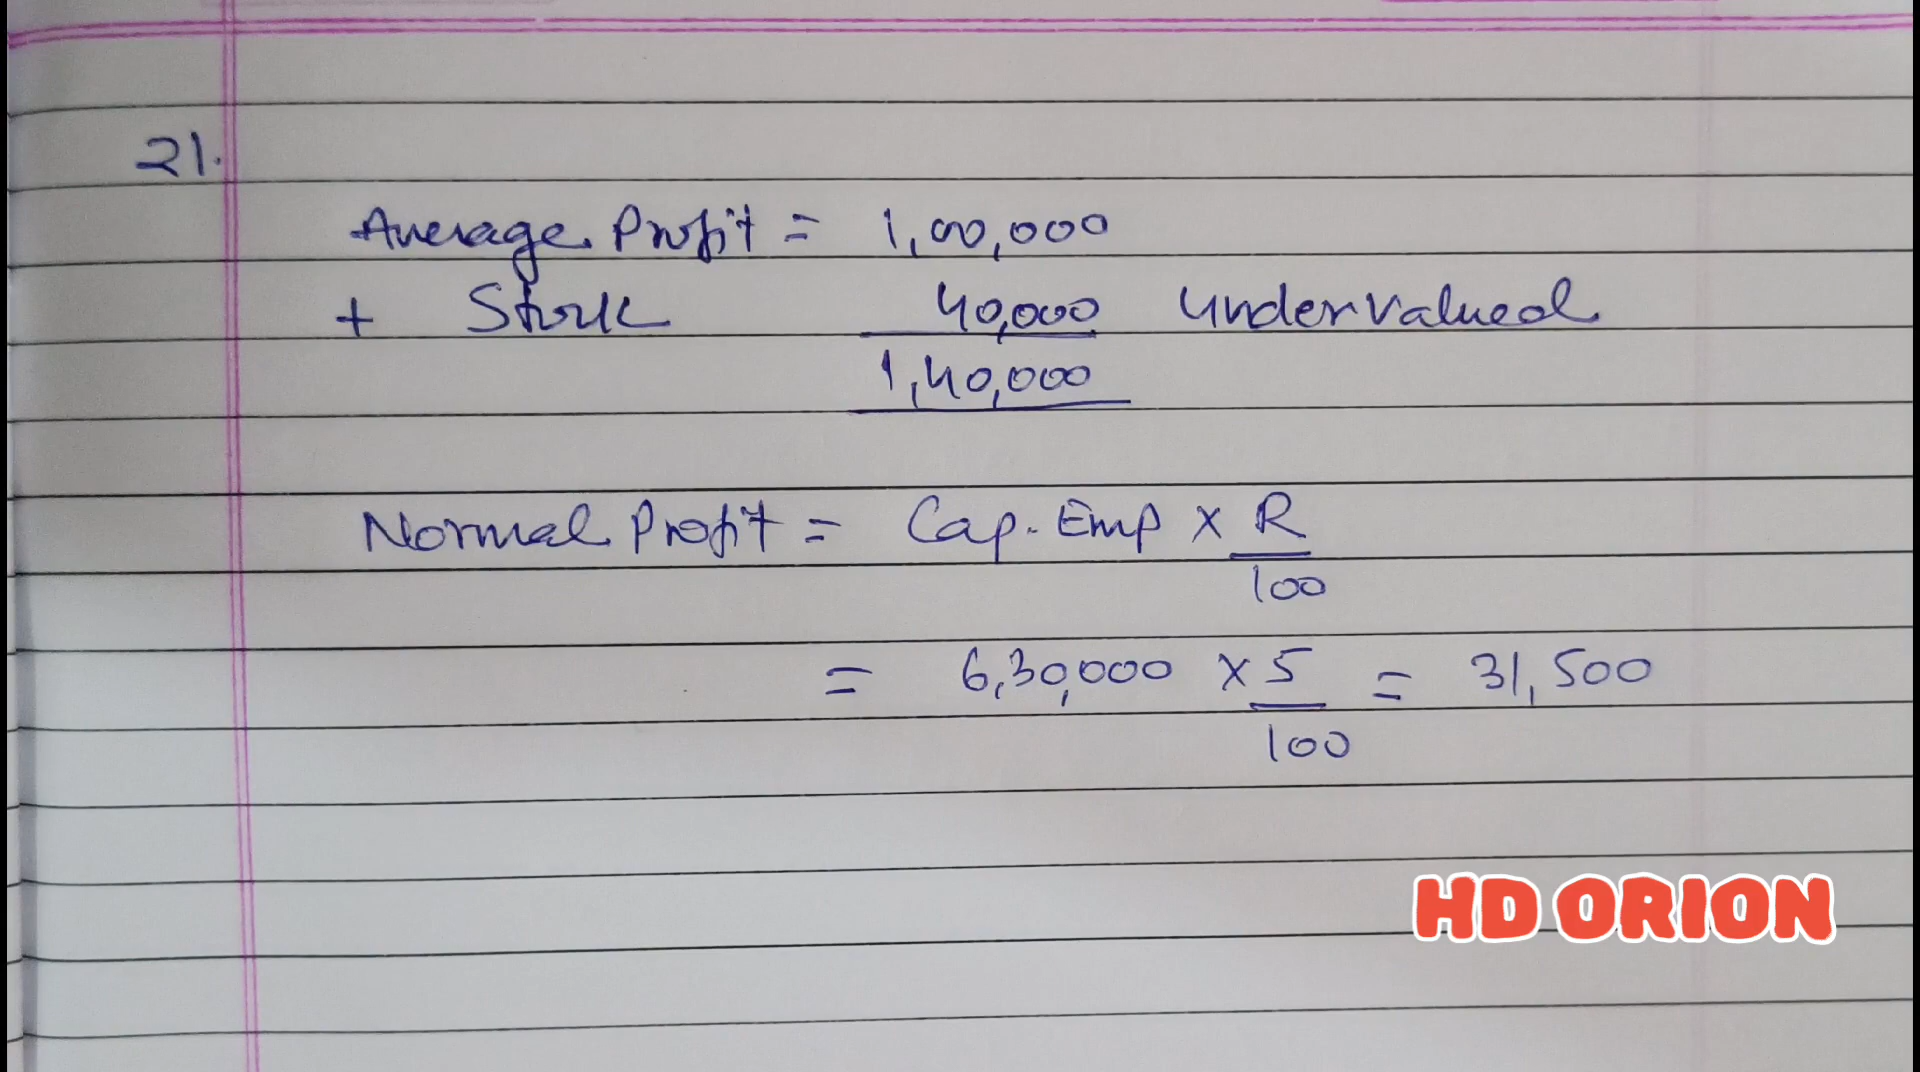 21.
Average Profit = 1,00,000
+ Stock 40,000 undervalued
1,40,000
Normal Profit = Cap. Emp x R
100
= 6,30,000 x 5 = 31,500
100
HD ORION